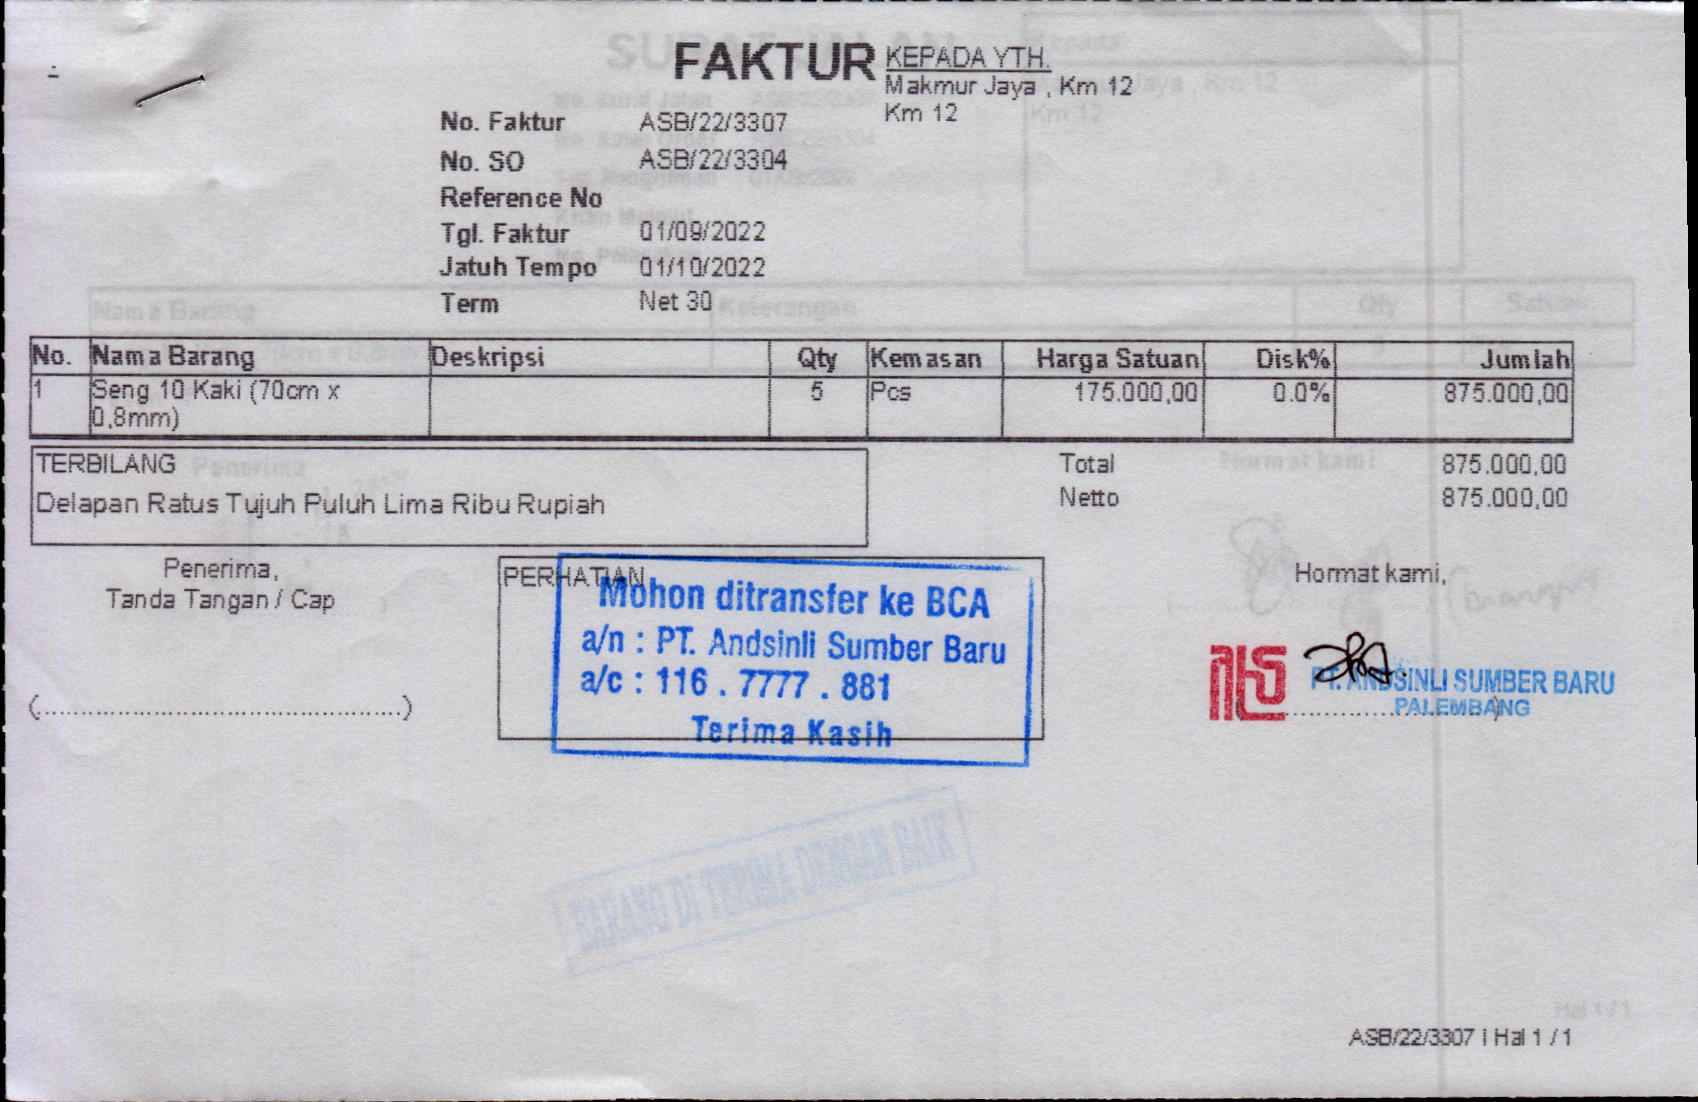 FAKTUR
KEPADA YTH.
Makmur Jaya , Km 12
Km 12
No. Faktur ASB/22/3307
No. SO ASB/22/3304
Reference No
Tgl. Faktur 01/09/2022
Jatuh Tempo 01/10/2022
Term Net 30
No. Nama Barang Deskripsi Qty Kemasan Harga Satuan Disk% Jumlah
1 Seng 10 Kaki (70cm x 5 Pcs 175.000,00 0.0% 875.000,00
0,8mm)
TERBILANG
Delapan Ratus Tujuh Puluh Lima Ribu Rupiah
Total 875.000,00
Netto 875.000,00
Penerima,
Tanda Tangan / Cap
(............................................)
PERHATIAN
Mohon ditransfer ke BCA
a/n : PT. Andsinli Sumber Baru
a/c : 116 . 7777 . 881
Terima Kasih
Hormat kami,
PT. ANDSINLI SUMBER BARU
PALEMBANG
BARANG DI TERIMA DENGAN BAIK
Hal 1 / 1
ASB/22/3307 | Hal 1 / 1